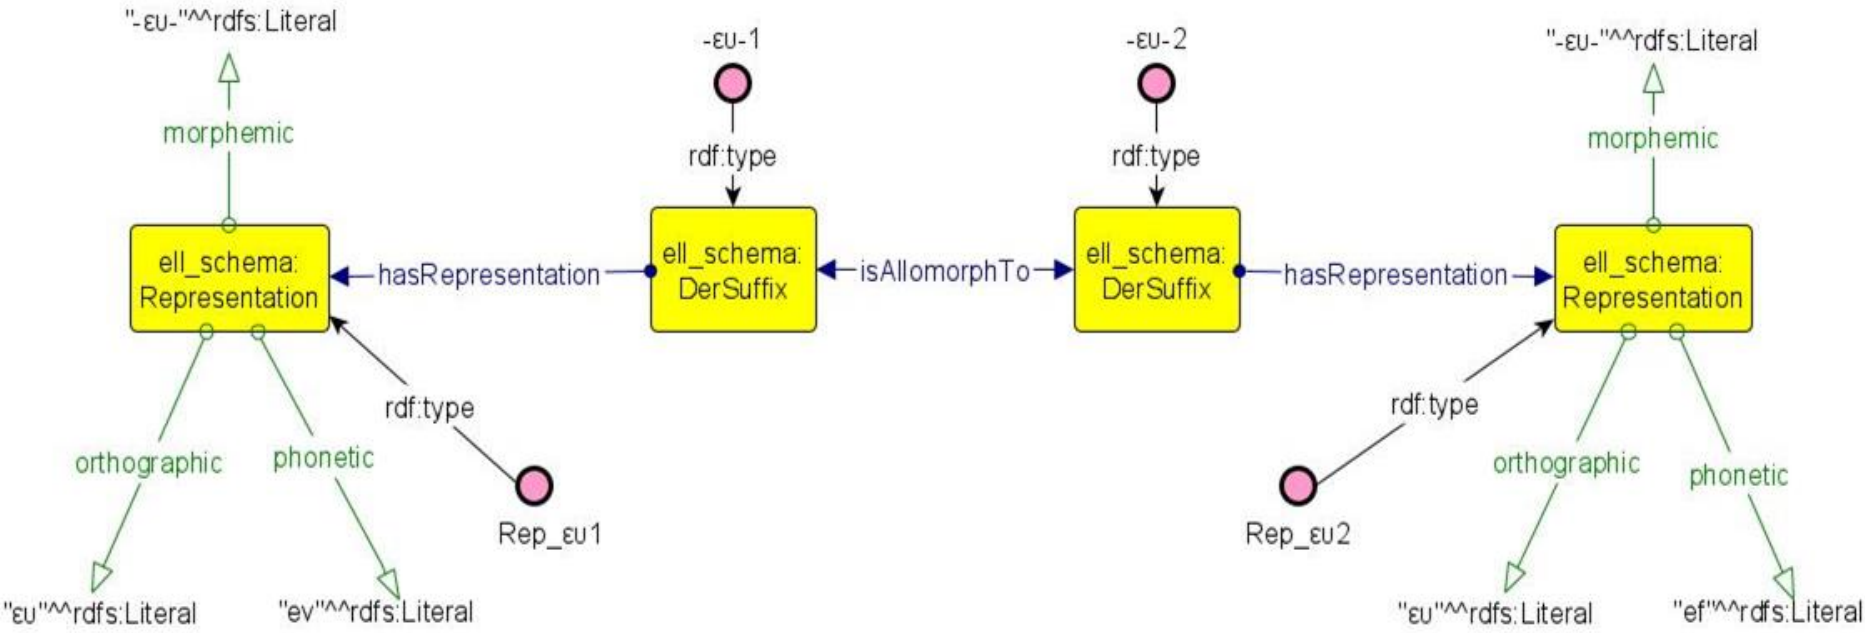 "-ευ-"^^rdfs:Literal
-ευ-1
-ευ-2
"-ευ-"^^rdfs:Literal
morphemic
morphemic
rdf:type
rdf:type
ell_schema:
Representation
hasRepresentation
ell_schema:
DerSuffix
isAllomorphTo
ell_schema:
DerSuffix
hasRepresentation
ell_schema:
Representation
rdf:type
rdf:type
orthographic
phonetic
orthographic
phonetic
Rep_ευ1
Rep_ευ2
"ευ"^^rdfs:Literal
"ev"^^rdfs:Literal
"ευ"^^rdfs:Literal
"ef"^^rdfs:Literal